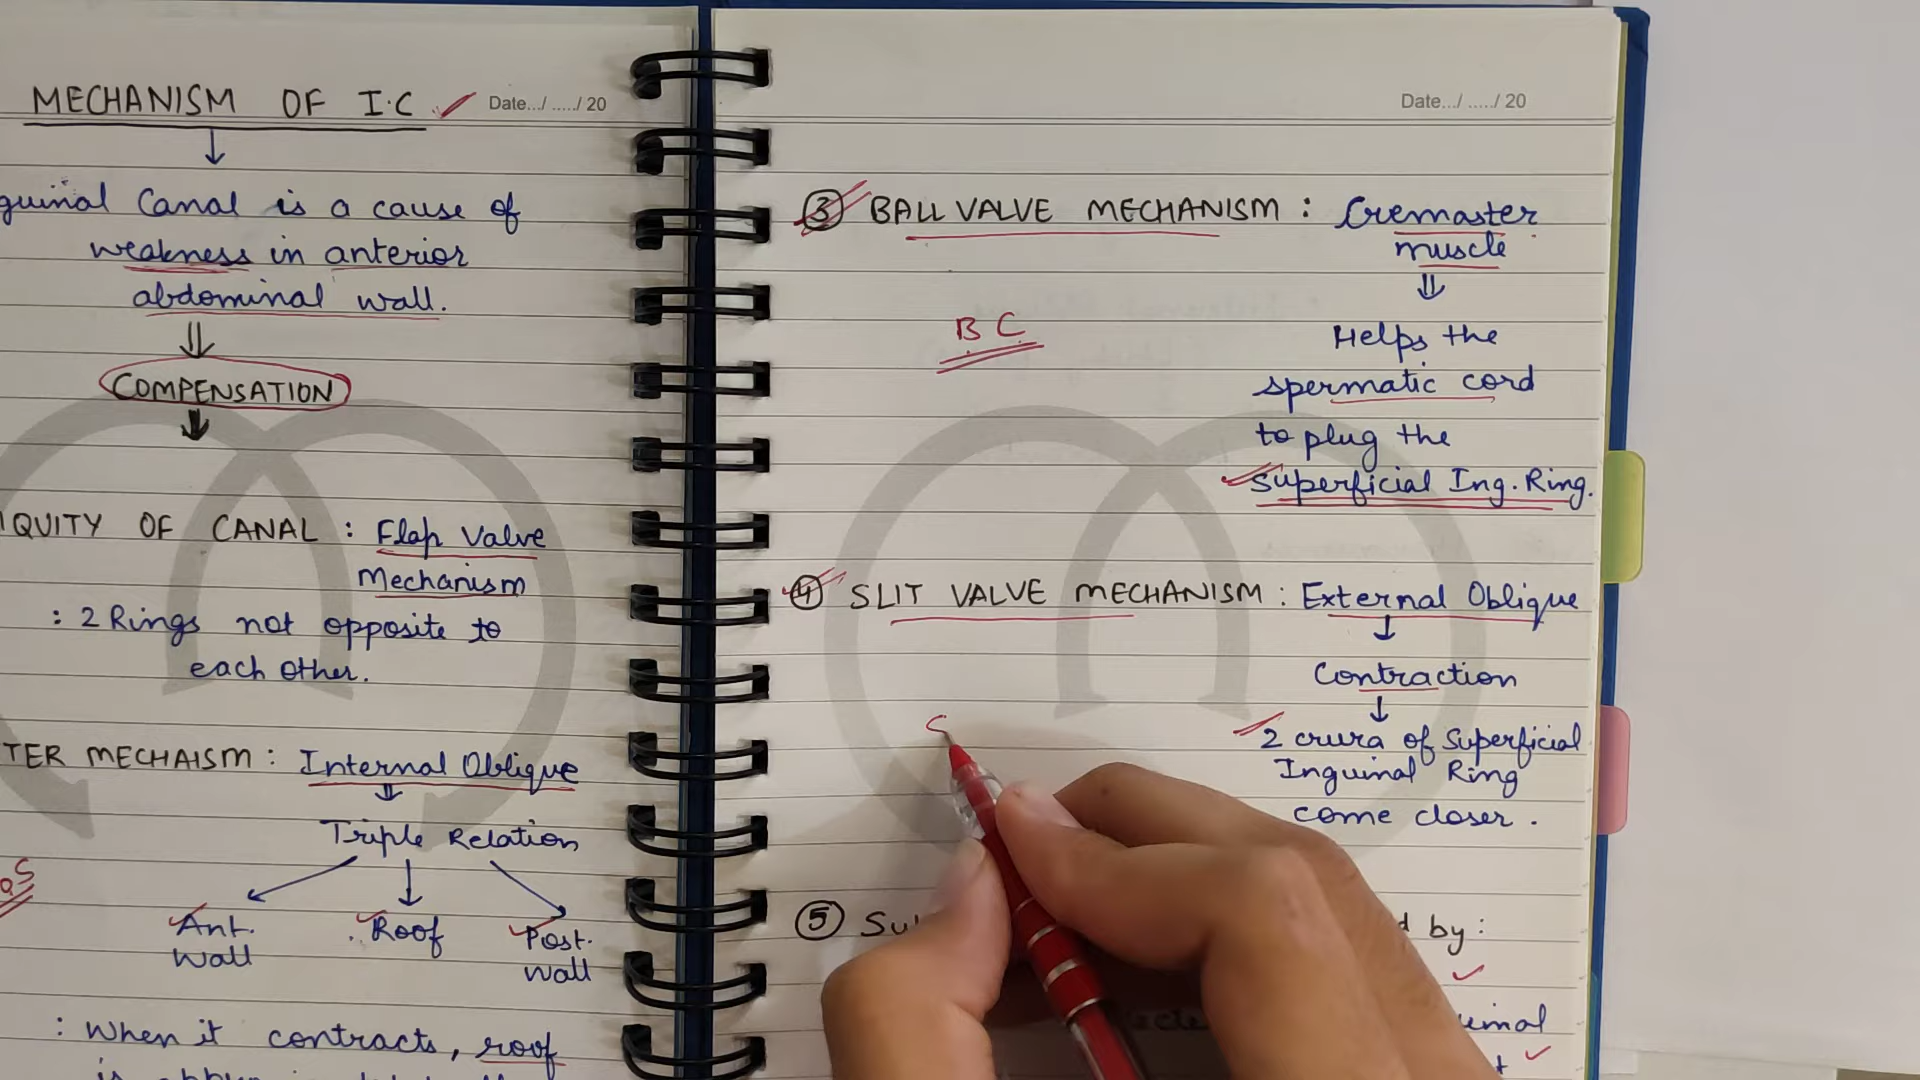 MECHANISM OF I.C
Date.../ ...../ 20
guinal Canal is a cause of
weakness in anterior
abdominal wall.
COMPENSATION
IQUITY OF CANAL : Flap Valve
Mechanism
: 2 Rings not opposite to
each other.
TER MECHAISM : Internal Oblique
Triple Relation
Ant. Roof Post.
wall wall
: When it contracts, roof
Date.../ ...../ 20
③ BALL VALVE MECHANISM : Cremaster
muscle
B C
Helps the
spermatic cord
to plug the
Superficial Ing. Ring.
④ SLIT VALVE MECHANISM : External Oblique
Contraction
2 crura of Superficial
Inguinal Ring
come closer.
S
⑤ Su d by :